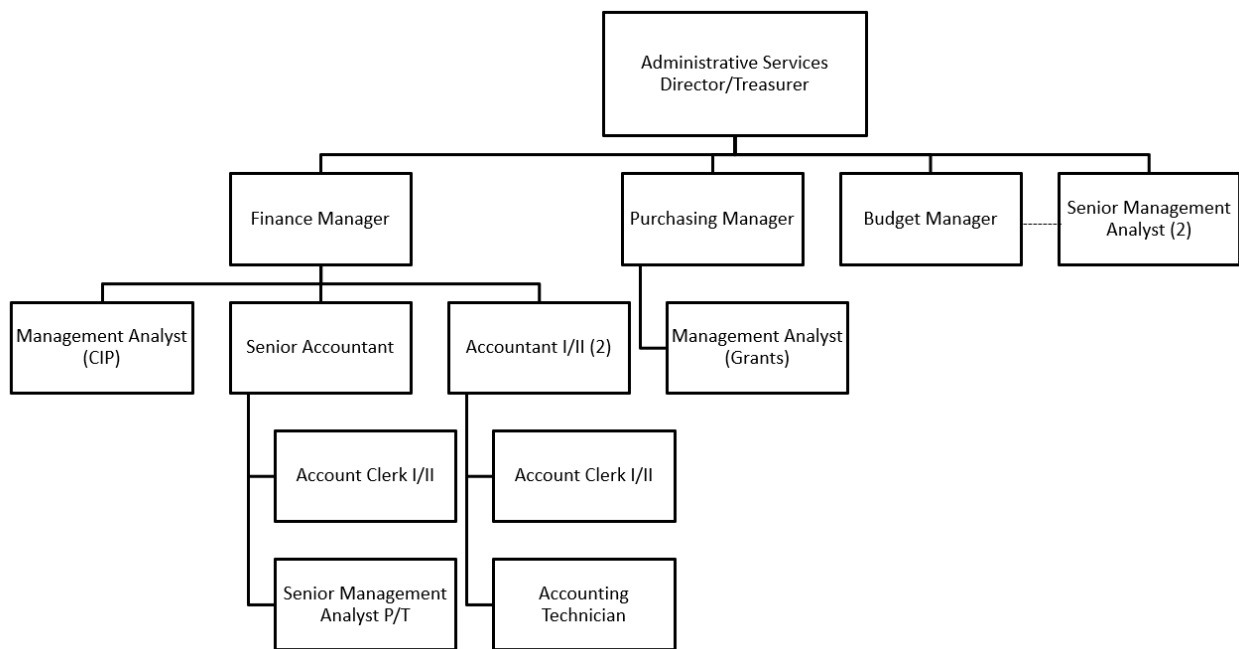 Administrative Services
Director/Treasurer
Finance Manager
Purchasing Manager
Budget Manager
Senior Management
Analyst (2)
Management Analyst
(CIP)
Senior Accountant
Accountant I/II (2)
Management Analyst
(Grants)
Account Clerk I/II
Account Clerk I/II
Senior Management
Analyst P/T
Accounting
Technician